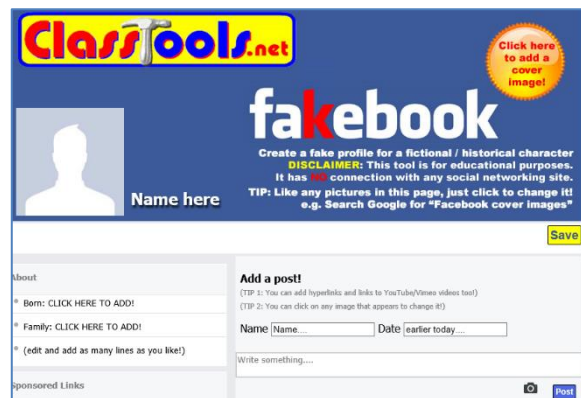 ClassTools.net
Click here
to add a
cover
image!
fakebook
Create a fake profile for a fictional / historical character
DISCLAIMER: This tool is for educational purposes.
It has NO connection with any social networking site.
TIP: Like any pictures in this page, just click to change it!
e.g. Search Google for “Facebook cover images”
Name here
Save
About
Born: CLICK HERE TO ADD!
Family: CLICK HERE TO ADD!
(edit and add as many lines as you like!)
Sponsored Links
Add a post!
(TIP 1: You can add hyperlinks and links to YouTube/Vimeo videos too!)
(TIP 2: You can click on any image that appears to change it!)
Name Name.... Date earlier today....
Write something....
Post